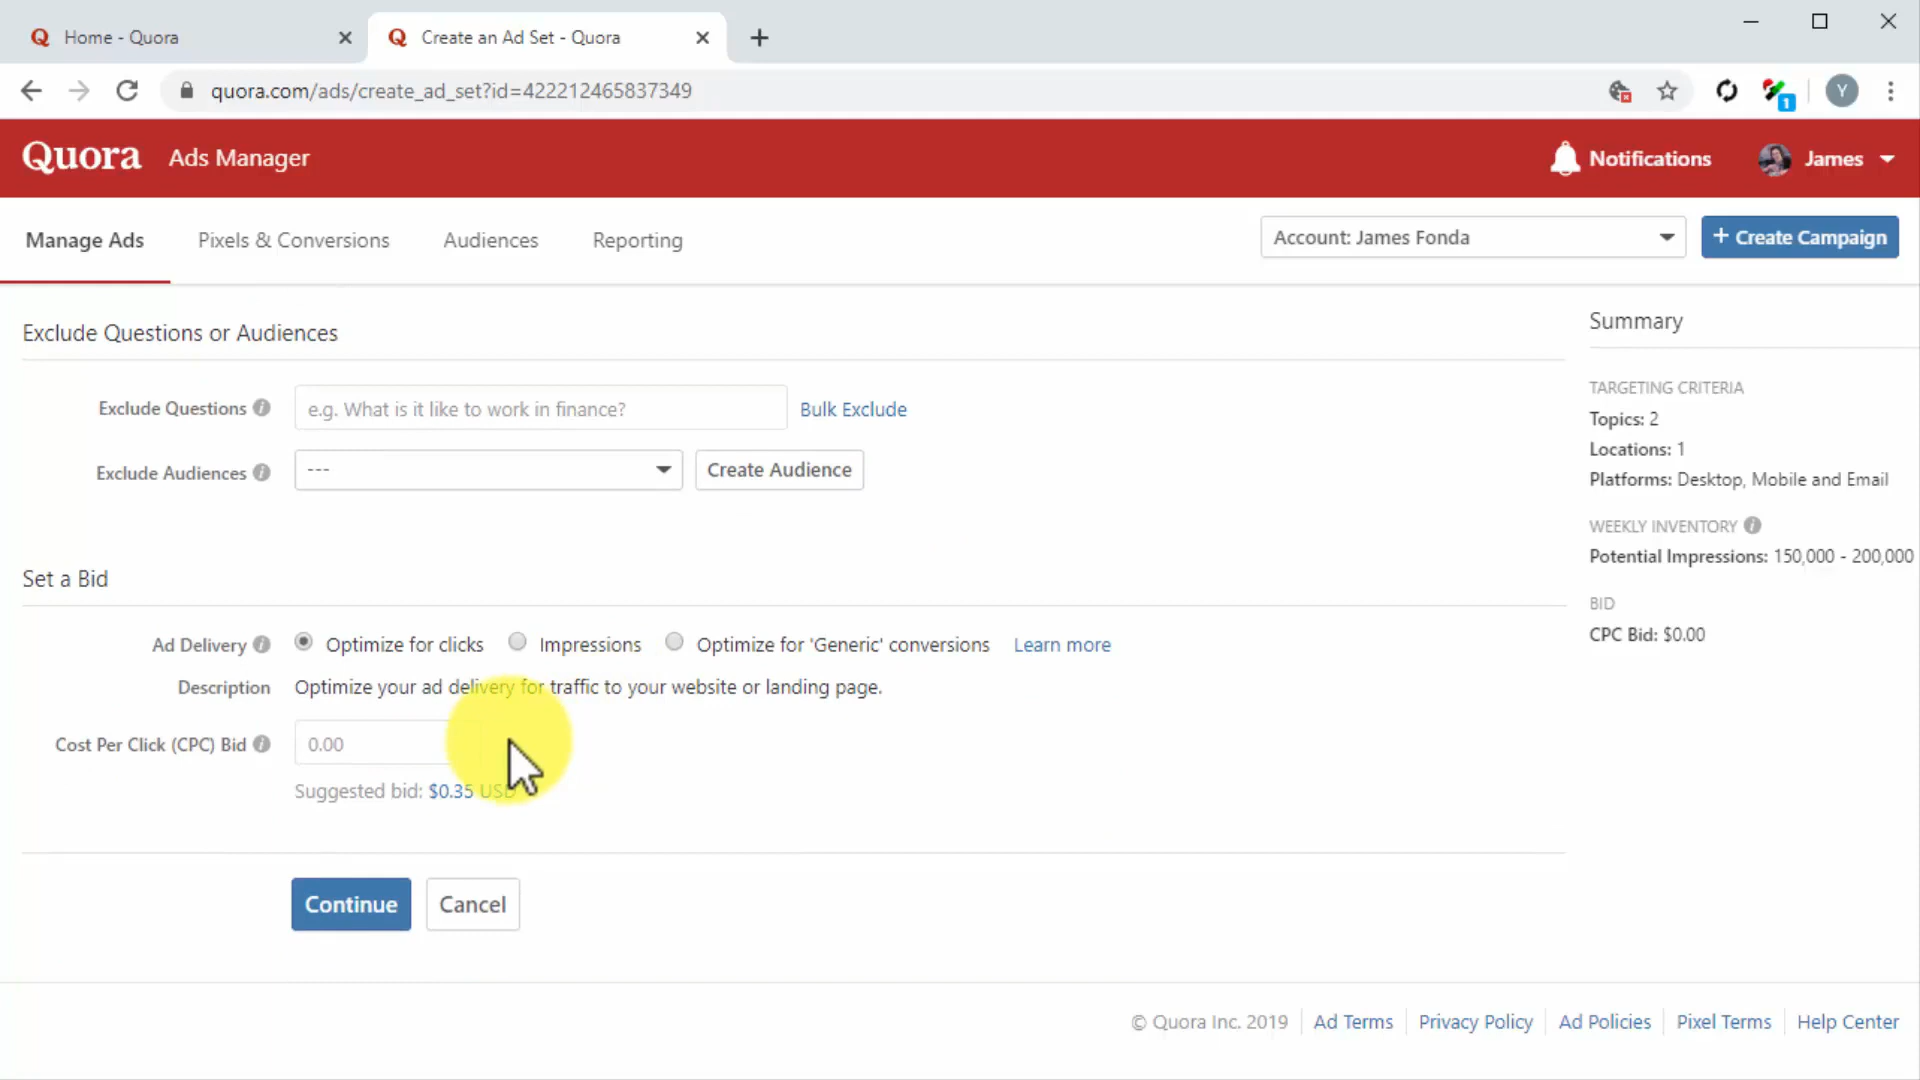 Home - Quora
Create an Ad Set - Quora
quora.com/ads/create_ad_set?id=422212465837349
1
Y
Quora Ads Manager
Notifications
James
Manage Ads
Pixels & Conversions
Audiences
Reporting
Account: James Fonda
+ Create Campaign
Exclude Questions or Audiences
Exclude Questions
e.g. What is it like to work in finance?
Bulk Exclude
Exclude Audiences
---
Create Audience
Set a Bid
Ad Delivery
Optimize for clicks
Impressions
Optimize for 'Generic' conversions
Learn more
Description
Optimize your ad delivery for traffic to your website or landing page.
Cost Per Click (CPC) Bid
0.00
Suggested bid: $0.35 USD
Continue
Cancel
Summary
TARGETING CRITERIA
Topics: 2
Locations: 1
Platforms: Desktop, Mobile and Email
WEEKLY INVENTORY
Potential Impressions: 150,000 - 200,000
BID
CPC Bid: $0.00
© Quora Inc. 2019
Ad Terms
Privacy Policy
Ad Policies
Pixel Terms
Help Center